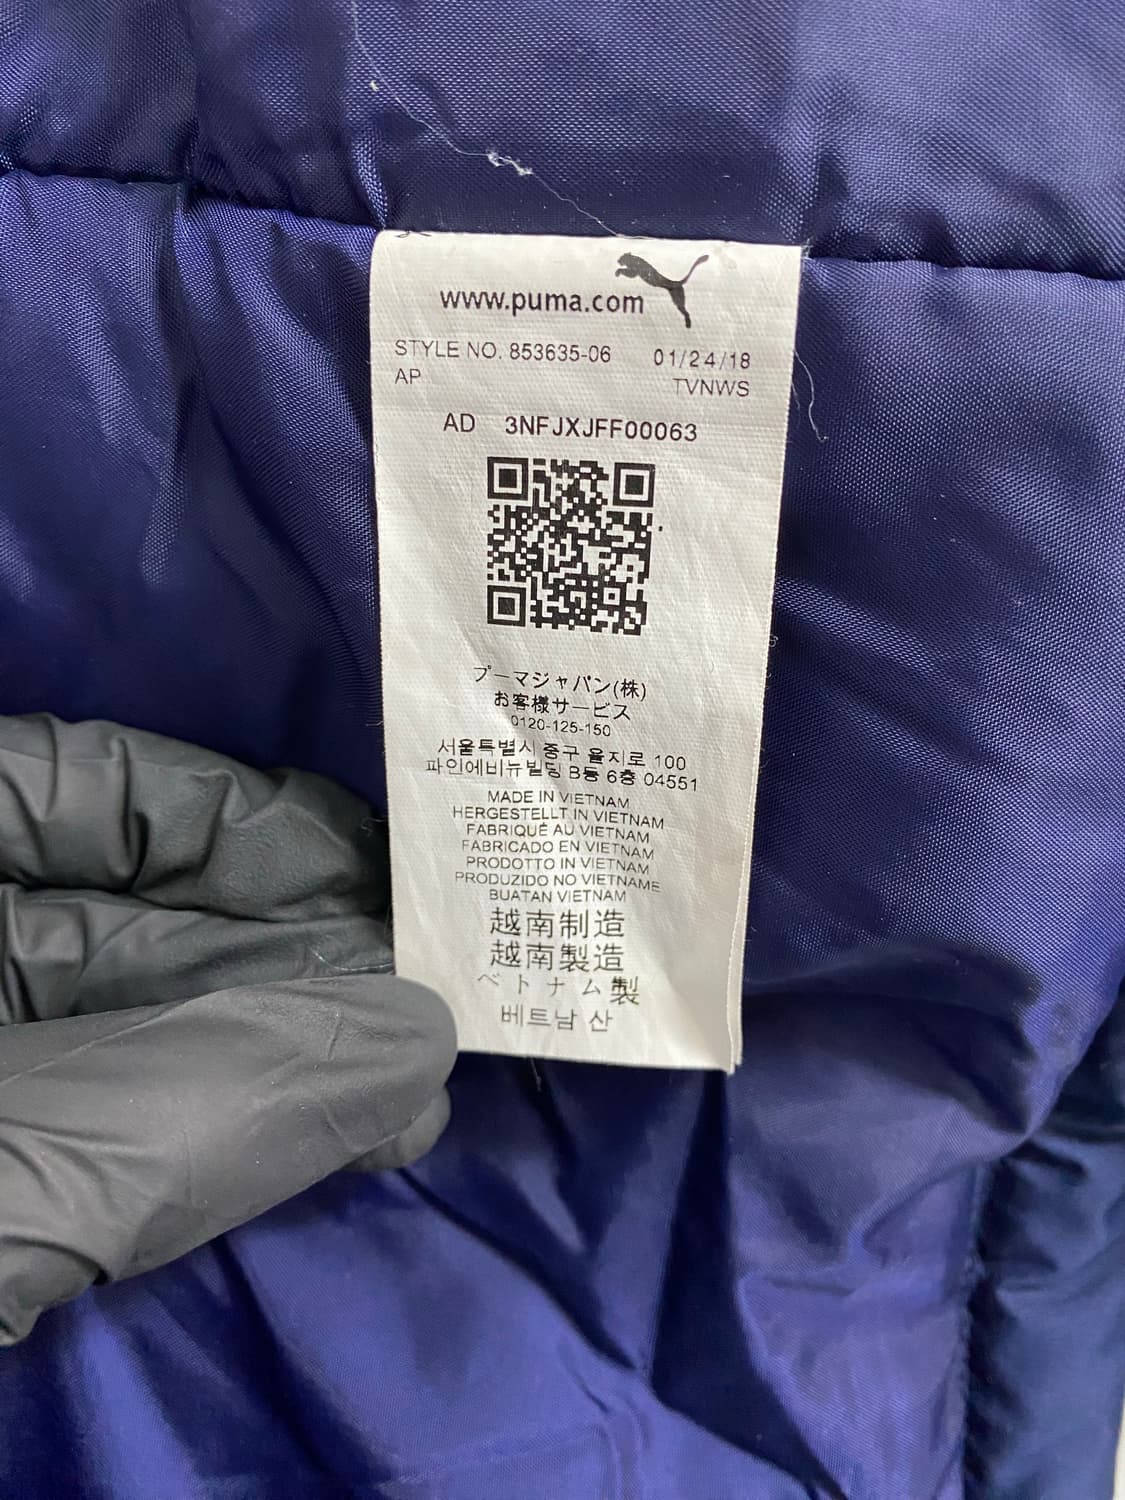 www.puma.com
STYLE NO. 853635-06 01/24/18
AP TVNWS
AD 3NFJXJFF00063
プーマジャパン(株)
お客様サービス
0120-125-150
서울특별시 중구 을지로 100
파인에비뉴빌딩 B동 6층 04551
MADE IN VIETNAM
HERGESTELLT IN VIETNAM
FABRIQUÉ AU VIETNAM
FABRICADO EN VIETNAM
PRODOTTO IN VIETNAM
PRODUZIDO NO VIETNAME
BUATAN VIETNAM
越南制造
越南製造
ベトナム製
베트남 산